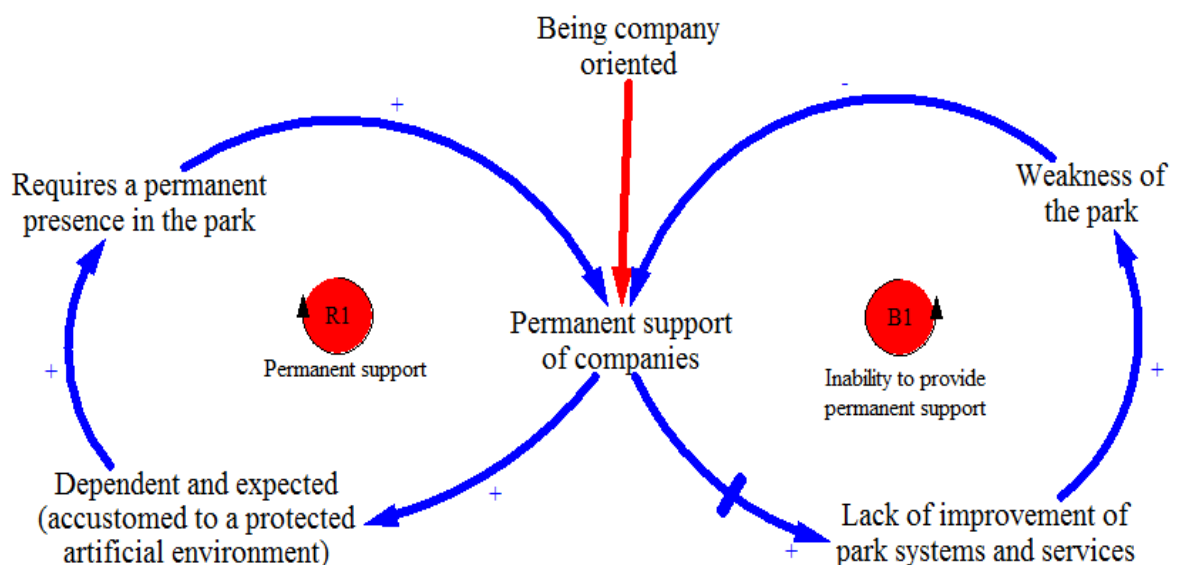 Being company
oriented
+
-
Requires a permanent
presence in the park
Weakness of
the park
R1
Permanent support
Permanent support
of companies
B1
Inability to provide
permanent support
+
+
Dependent and expected
(accustomed to a protected
artificial environment)
+
+
Lack of improvement of
park systems and services